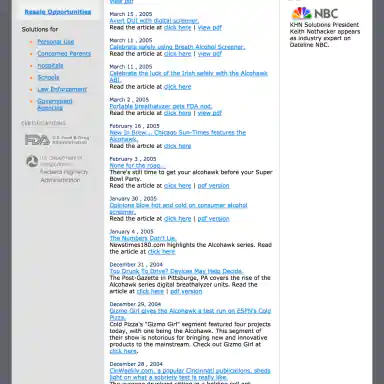 view pdf
Resale Opportunities
Solutions for
Personal Use
Concerned Parents
Hospitals
Schools
Law Enforcement
Government
Agencies
CERTIFICATIONS
FDA U.S. Food & Drug
Administration
U.S. Department of
Transportation
Federal Highway
Administration
March 15 , 2005
Avert DUI with digital screener.
Read the article at click here | view pdf
March 11 , 2005
Celebrate safely using Breath Alcohol Screener.
Read the article at click here | view pdf
March 11 , 2005
Celebrate the luck of the Irish safely with the Alcohawk
ABI.
Read the article at click here
March 2 , 2005
Portable breathalyzer gets FDA nod.
Read the article at click here | view pdf
February 16 , 2005
New In Brew... Chicago Sun-Times features the
Alcohawk.
Read the article at click here
February 3 , 2005
None for the road...
There's still time to get your alcohawk before your Super
Bowl Party.
Read the article at click here | pdf version
January 30 , 2005
Opinions blow hot and cold on consumer alcohol
screener.
Read the article at click here | pdf version
January 4 , 2005
The Numbers Don't Lie.
Newstimes180.com highlights the Alcohawk series. Read
the article at click here
December 31 , 2004
Too Drunk To Drive? Devices May Help Decide.
The Post-Gazette in Pittsburg, PA covers the rise of the
Alcohawk series digital breathalyzer units. Read the
article at click here | pdf version
December 29, 2004
Gizmo Girl gives the Alcohawk a test run on ESPN's Cold
Pizza.
Cold Pizza's "Gizmo Girl" segment featured four projects
today, with one being the Alcohawk. This segment of
their show is notorious for bringing new and innovative
products to the mainstream. Check out Gizmo Girl at
click here.
December 28 , 2004
CinWeekly.com, a popular Cincinnati publications, sheds
light on what a sobriety test is really like.
NBC
KHN Solutions President
Keith Nothacker appears
as industry expert on
Dateline NBC.